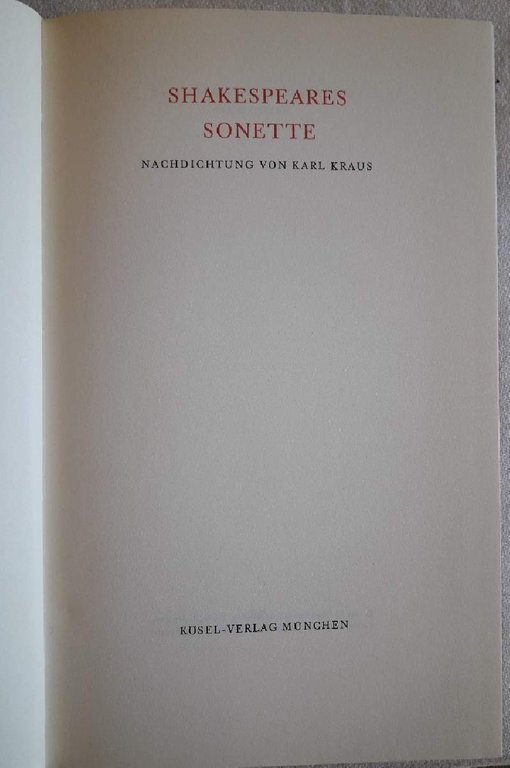 SHAKESPEARES
SONETTE
NACHDICHTUNG VON KARL KRAUS
KÖSEL-VERLAG MÜNCHEN